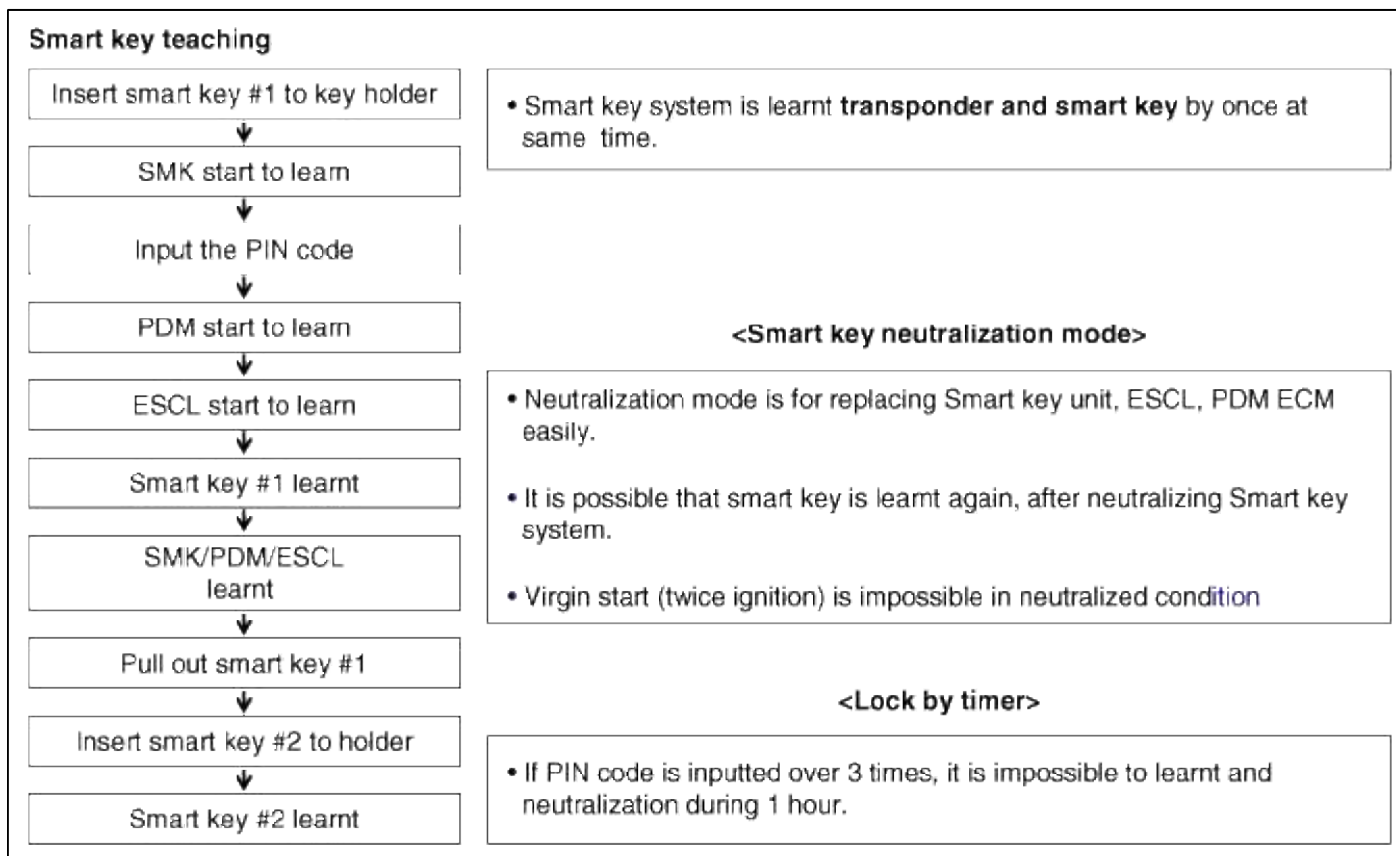 Smart key teaching
Insert smart key #1 to key holder
SMK start to learn
Input the PIN code
PDM start to learn
ESCL start to learn
Smart key #1 learnt
SMK/PDM/ESCL
learnt
Pull out smart key #1
Insert smart key #2 to holder
Smart key #2 learnt
• Smart key system is learnt transponder and smart key by once at
same time.
<Smart key neutralization mode>
• Neutralization mode is for replacing Smart key unit, ESCL, PDM ECM
easily.
• It is possible that smart key is learnt again, after neutralizing Smart key
system.
• Virgin start (twice ignition) is impossible in neutralized condition
<Lock by timer>
• If PIN code is inputted over 3 times, it is impossible to learnt and
neutralization during 1 hour.